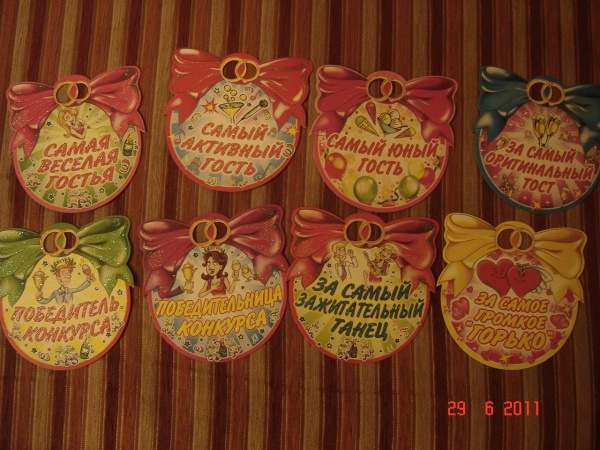 САМАЯ
ВЕСЕЛАЯ
ГОСТЬЯ
САМЫЙ
АКТИВНЫЙ
ГОСТЬ
САМЫЙ ЮНЫЙ
ГОСТЬ
ЗА САМЫЙ
ОРИГИНАЛЬНЫЙ
ТОСТ
ПОБЕДИТЕЛЬ
КОНКУРСА
ПОБЕДИТЕЛЬНИЦА
КОНКУРСА
ЗА САМЫЙ
ЗАЖИГАТЕЛЬНЫЙ
ТАНЕЦ
ЗА САМОЕ
ГРОМКОЕ
"ГОРЬКО"
29 6 2011